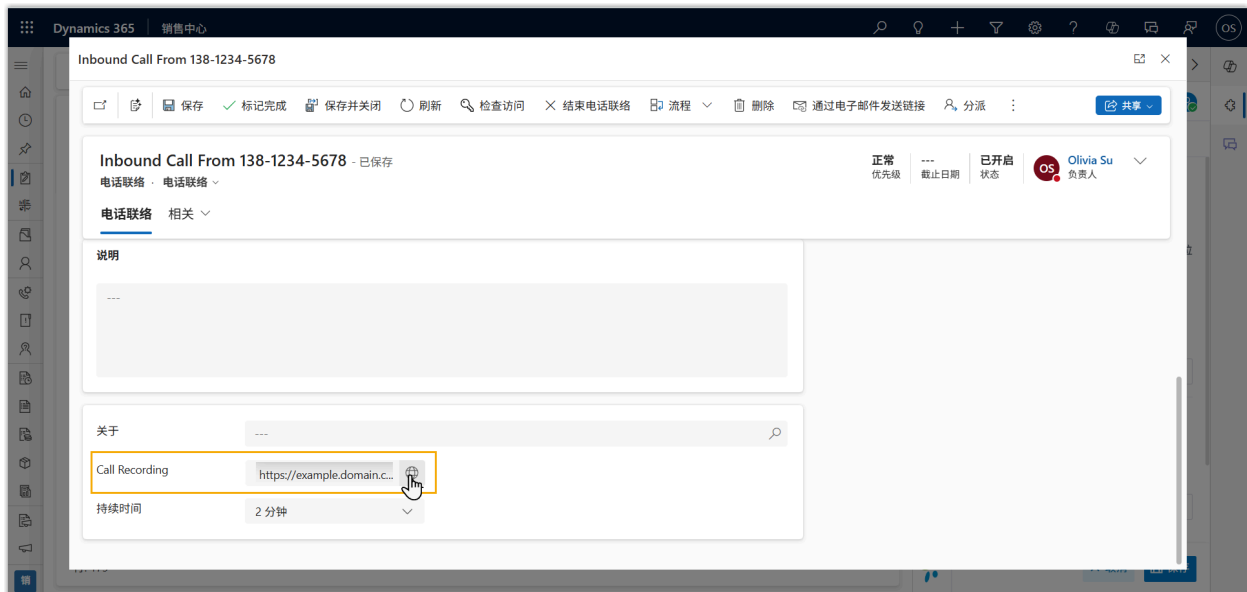 Dynamics 365 销售中心 OS
Inbound Call From 138-1234-5678
保存 标记完成 保存并关闭 刷新 检查访问 结束电话联络 流程 删除 通过电子邮件发送链接 分派 共享
Inbound Call From 138-1234-5678 - 已保存
电话联络 · 电话联络
正常 --- 已开启 OS Olivia Su
优先级 截止日期 状态 负责人
电话联络 相关
说明
---
关于 ---
Call Recording https://example.domain.c...
持续时间 2 分钟
销